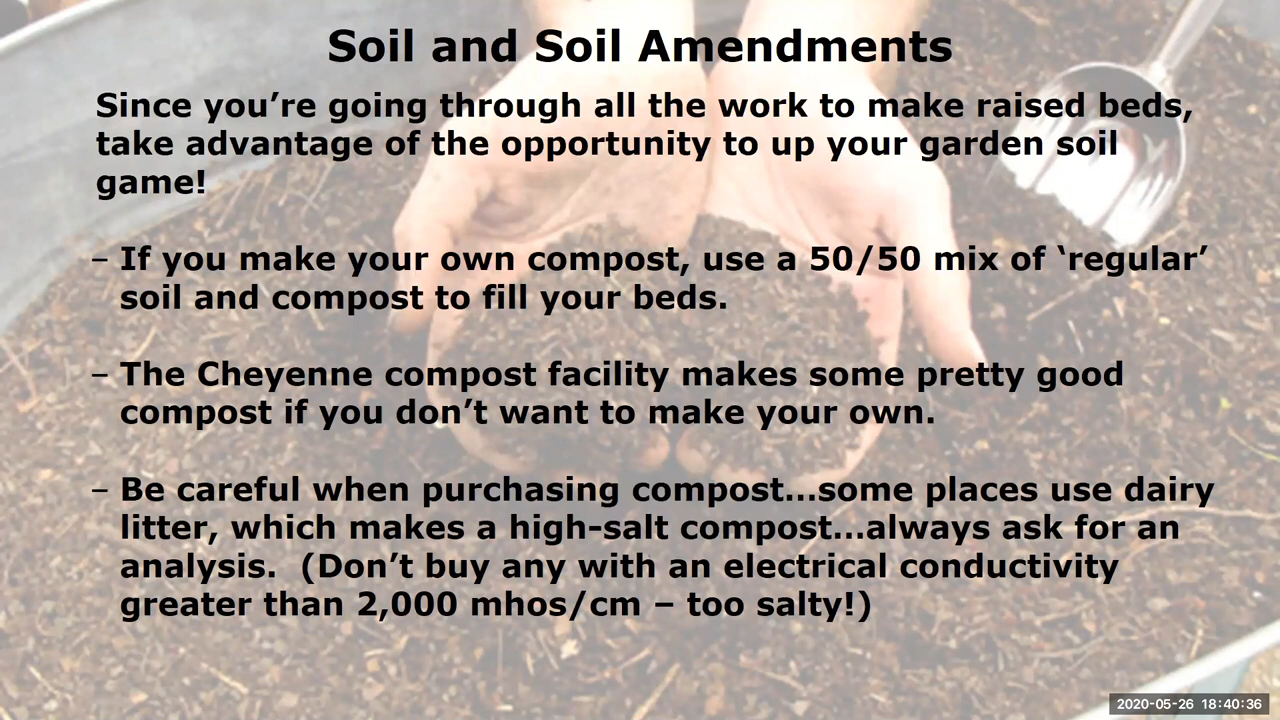 Soil and Soil Amendments
Since you’re going through all the work to make raised beds,
take advantage of the opportunity to up your garden soil
game!
– If you make your own compost, use a 50/50 mix of ‘regular’
soil and compost to fill your beds.
– The Cheyenne compost facility makes some pretty good
compost if you don’t want to make your own.
– Be careful when purchasing compost…some places use dairy
litter, which makes a high-salt compost…always ask for an
analysis.  (Don’t buy any with an electrical conductivity
greater than 2,000 mhos/cm – too salty!)
2020-05-26 18:40:36